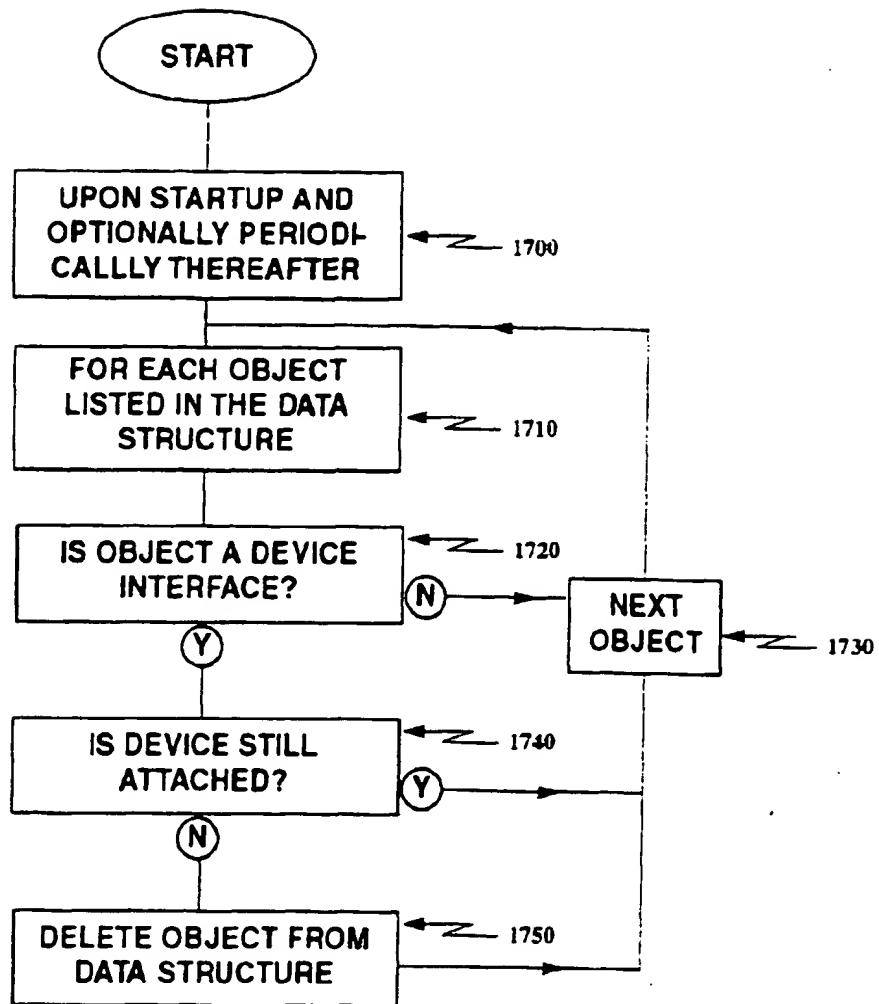 START
UPON STARTUP AND
OPTIONALLY PERIODI-
CALLLY THEREAFTER
1700
FOR EACH OBJECT
LISTED IN THE DATA
STRUCTURE
1710
IS OBJECT A DEVICE
INTERFACE?
1720
N
NEXT
OBJECT
1730
Y
IS DEVICE STILL
ATTACHED?
1740
Y
N
DELETE OBJECT FROM
DATA STRUCTURE
1750